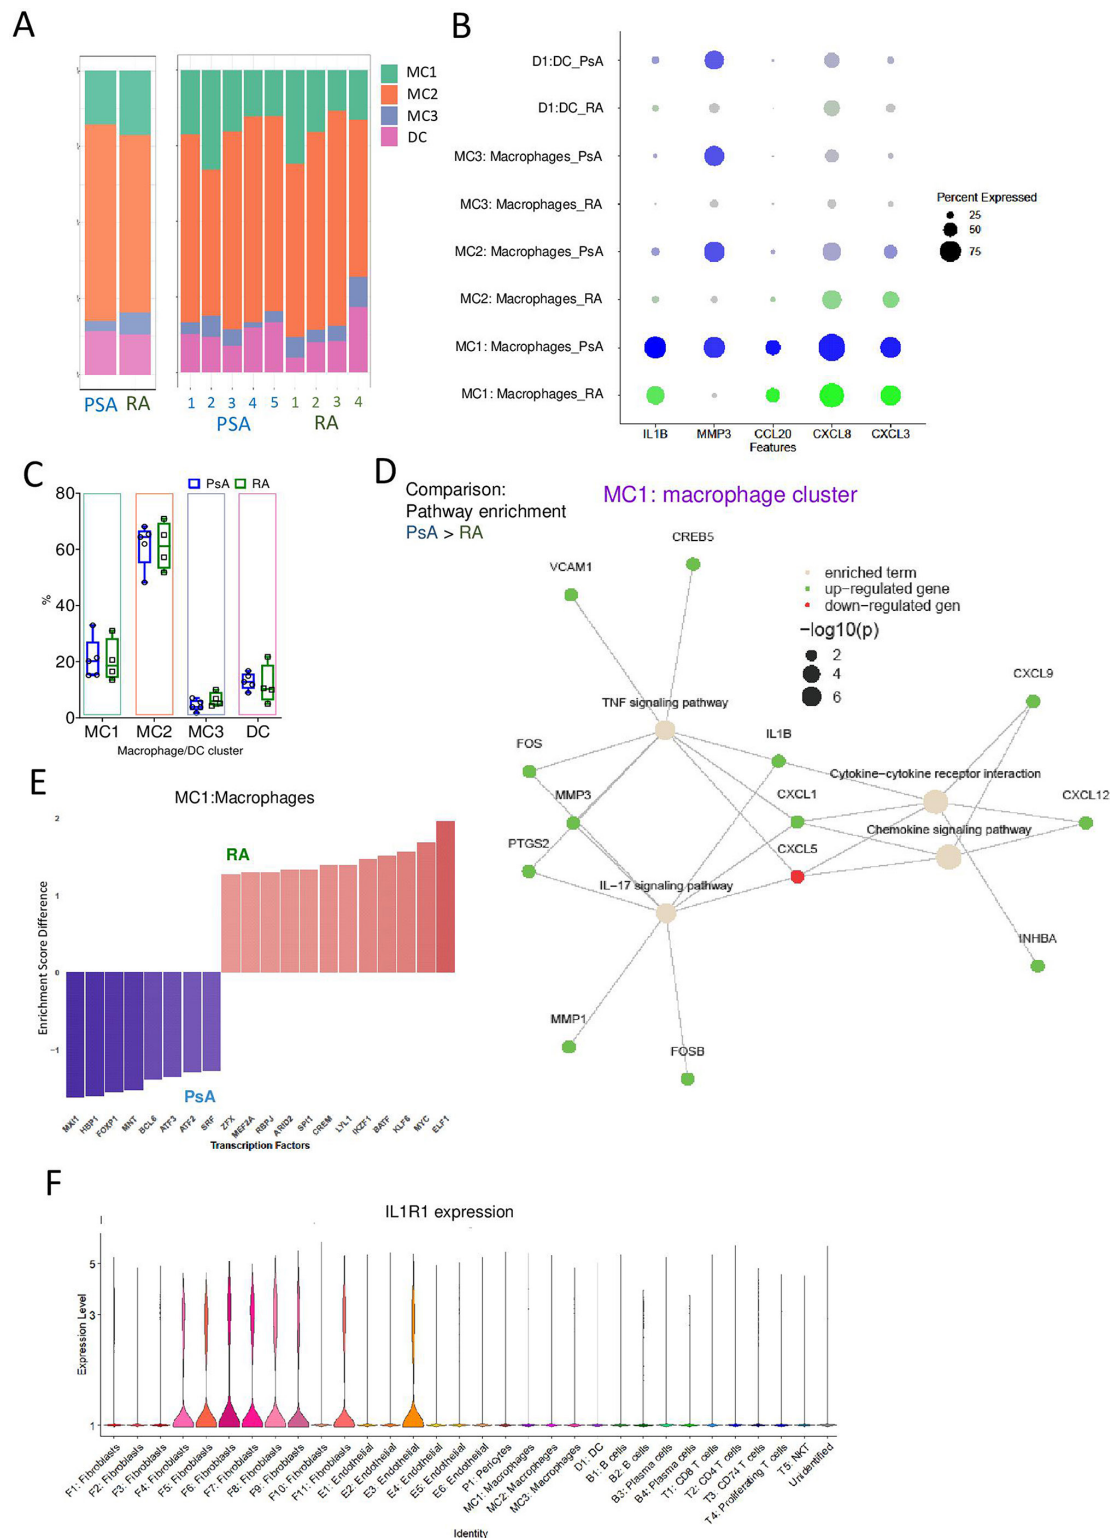 A
MC1
MC2
MC3
DC
PSA RA
1 2 3 4 5 1 2 3 4
PSA RA
B
D1:DC_PsA
D1:DC_RA
MC3: Macrophages_PsA
MC3: Macrophages_RA
MC2: Macrophages_PsA
MC2: Macrophages_RA
MC1: Macrophages_PsA
MC1: Macrophages_RA
IL1B MMP3 CCL20 CXCL8 CXCL3
Features
Percent Expressed
25
50
75
C
PsA RA
80
60
40
20
0
%
MC1 MC2 MC3 DC
Macrophage/DC cluster
D
Comparison:
Pathway enrichment
PsA > RA
MC1: macrophage cluster
CREB5
VCAM1
enriched term
up-regulated gene
down-regulated gen
−log10(p)
2
4
6
CXCL9
TNF signaling pathway
IL1B
FOS
Cytokine−cytokine receptor interaction
MMP3
CXCL1
CXCL12
Chemokine signaling pathway
PTGS2
CXCL5
IL−17 signaling pathway
INHBA
MMP1
FOSB
E
MC1:Macrophages
2
1
0
−1
Enrichment Score Difference
RA
PsA
MXI1 HBP1 FOXP1 MNT BCL6 ATF3 ATF2 SRF ZFX MEF2A RBPJ ARID2 SPI1 CREM LYL1 IKZF1 BATF KLF6 MYC ELF1
Transcription Factors
F
IL1R1 expression
5
3
1
Expression Level
F1: Fibroblasts
F2: Fibroblasts
F3: Fibroblasts
F4: Fibroblasts
F5: Fibroblasts
F6: Fibroblasts
F7: Fibroblasts
F8: Fibroblasts
F9: Fibroblasts
F10: Fibroblasts
F11: Fibroblasts
E1: Endothelial
E2: Endothelial
E3: Endothelial
E4: Endothelial
E5: Endothelial
E6: Endothelial
P1: Pericytes
MC1: Macrophages
MC2: Macrophages
MC3: Macrophages
D1: DC
B1: B cells
B2: B cells
B3: Plasma cells
B4: Plasma cells
T1: CD8 T cells
T2: CD4 T cells
T3: CD74 T cells
T4: Proliferating T cells
T5: NKT
Unidentified
Identity